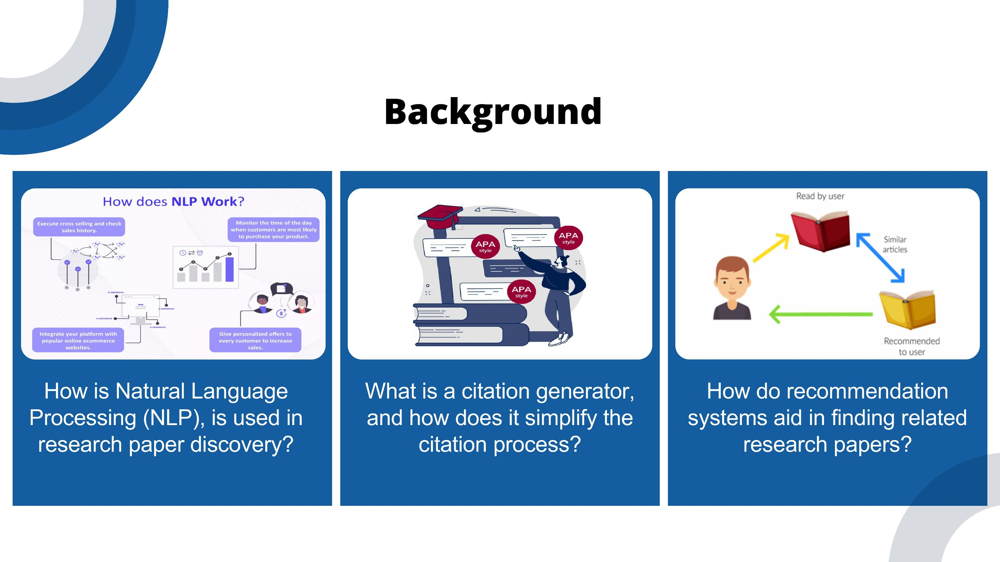 Background
How does NLP Work?
Execute cross selling and check
sales history.
Monitor the time of the day
when customers are most likely
to purchase your product.
e-commerce
e-commerce
e-commerce
e-commerce
Integrate your platform with
popular online ecommerce
websites.
Give personalized offers to
every customer to increase
sales.
How is Natural Language
Processing (NLP), is used in
research paper discovery?
APA
style
APA
style
APA
style
What is a citation generator,
and how does it simplify the
citation process?
Read by user
Similar
articles
Recommended
to user
How do recommendation
systems aid in finding related
research papers?